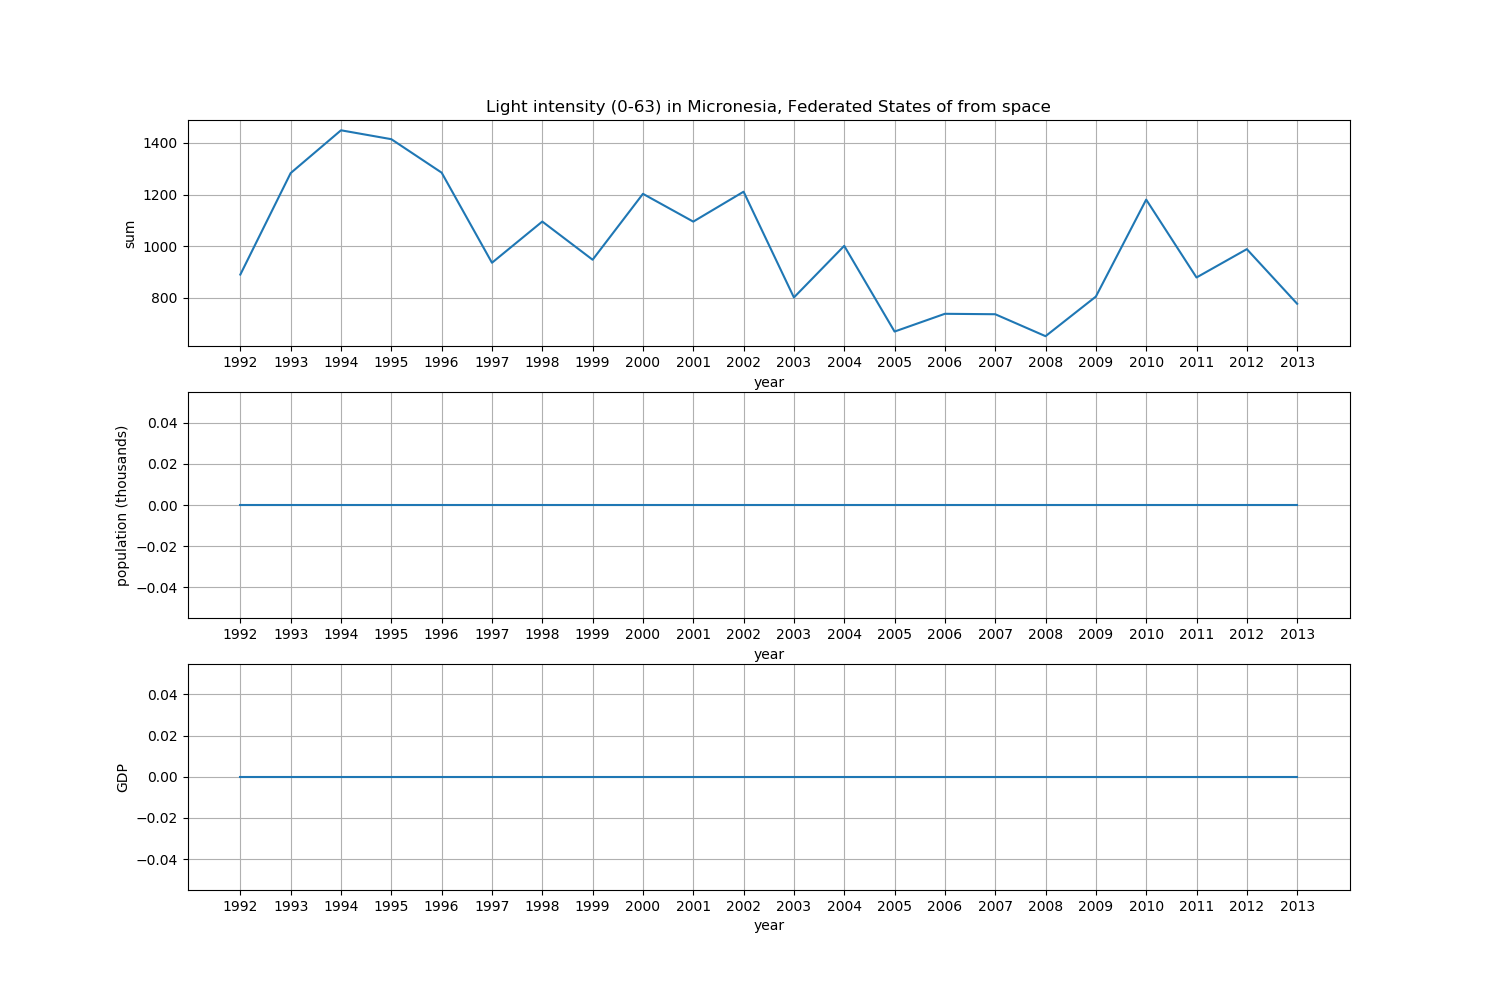 Light intensity (0-63) in Micronesia, Federated States of from space
sum
1400
1200
1000
800
1992 1993 1994 1995 1996 1997 1998 1999 2000 2001 2002 2003 2004 2005 2006 2007 2008 2009 2010 2011 2012 2013
year
population (thousands)
0.04
0.02
0.00
−0.02
−0.04
1992 1993 1994 1995 1996 1997 1998 1999 2000 2001 2002 2003 2004 2005 2006 2007 2008 2009 2010 2011 2012 2013
year
GDP
0.04
0.02
0.00
−0.02
−0.04
1992 1993 1994 1995 1996 1997 1998 1999 2000 2001 2002 2003 2004 2005 2006 2007 2008 2009 2010 2011 2012 2013
year